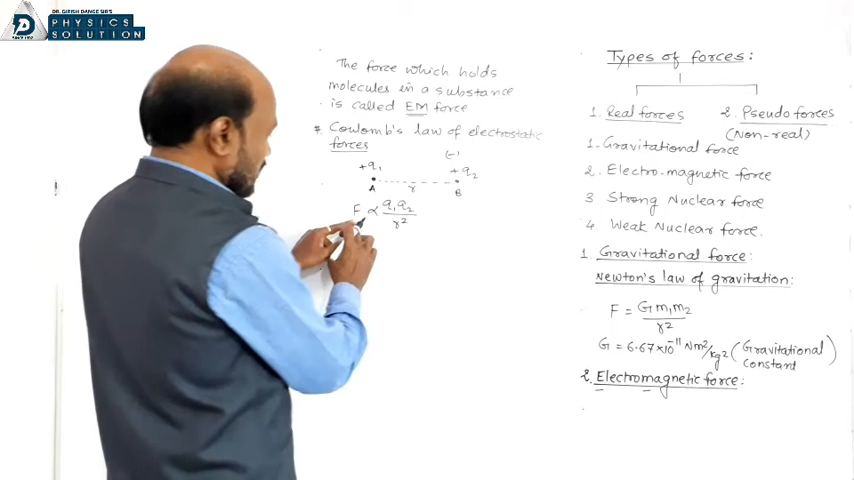 DR. GIRISH DANGE SIR'S
PHYSICS
SOLUTION
The force which holds
molecules in a substance
is called EM force
* Coulomb's law of electrostatic
forces
+q1 (-) + q2
A r B
F ∝ q1q2/r²
Types of forces:
1. Real forces 2. Pseudo forces
(Non-real)
1. Gravitational force
2. Electro-magnetic force
3 Strong Nuclear force
4 Weak Nuclear force.
1 Gravitational force:
Newton's law of gravitation:
F = Gm1m2/r²
G = 6.67×10⁻¹¹ Nm²/kg² (Gravitational
constant)
2. Electromagnetic force: